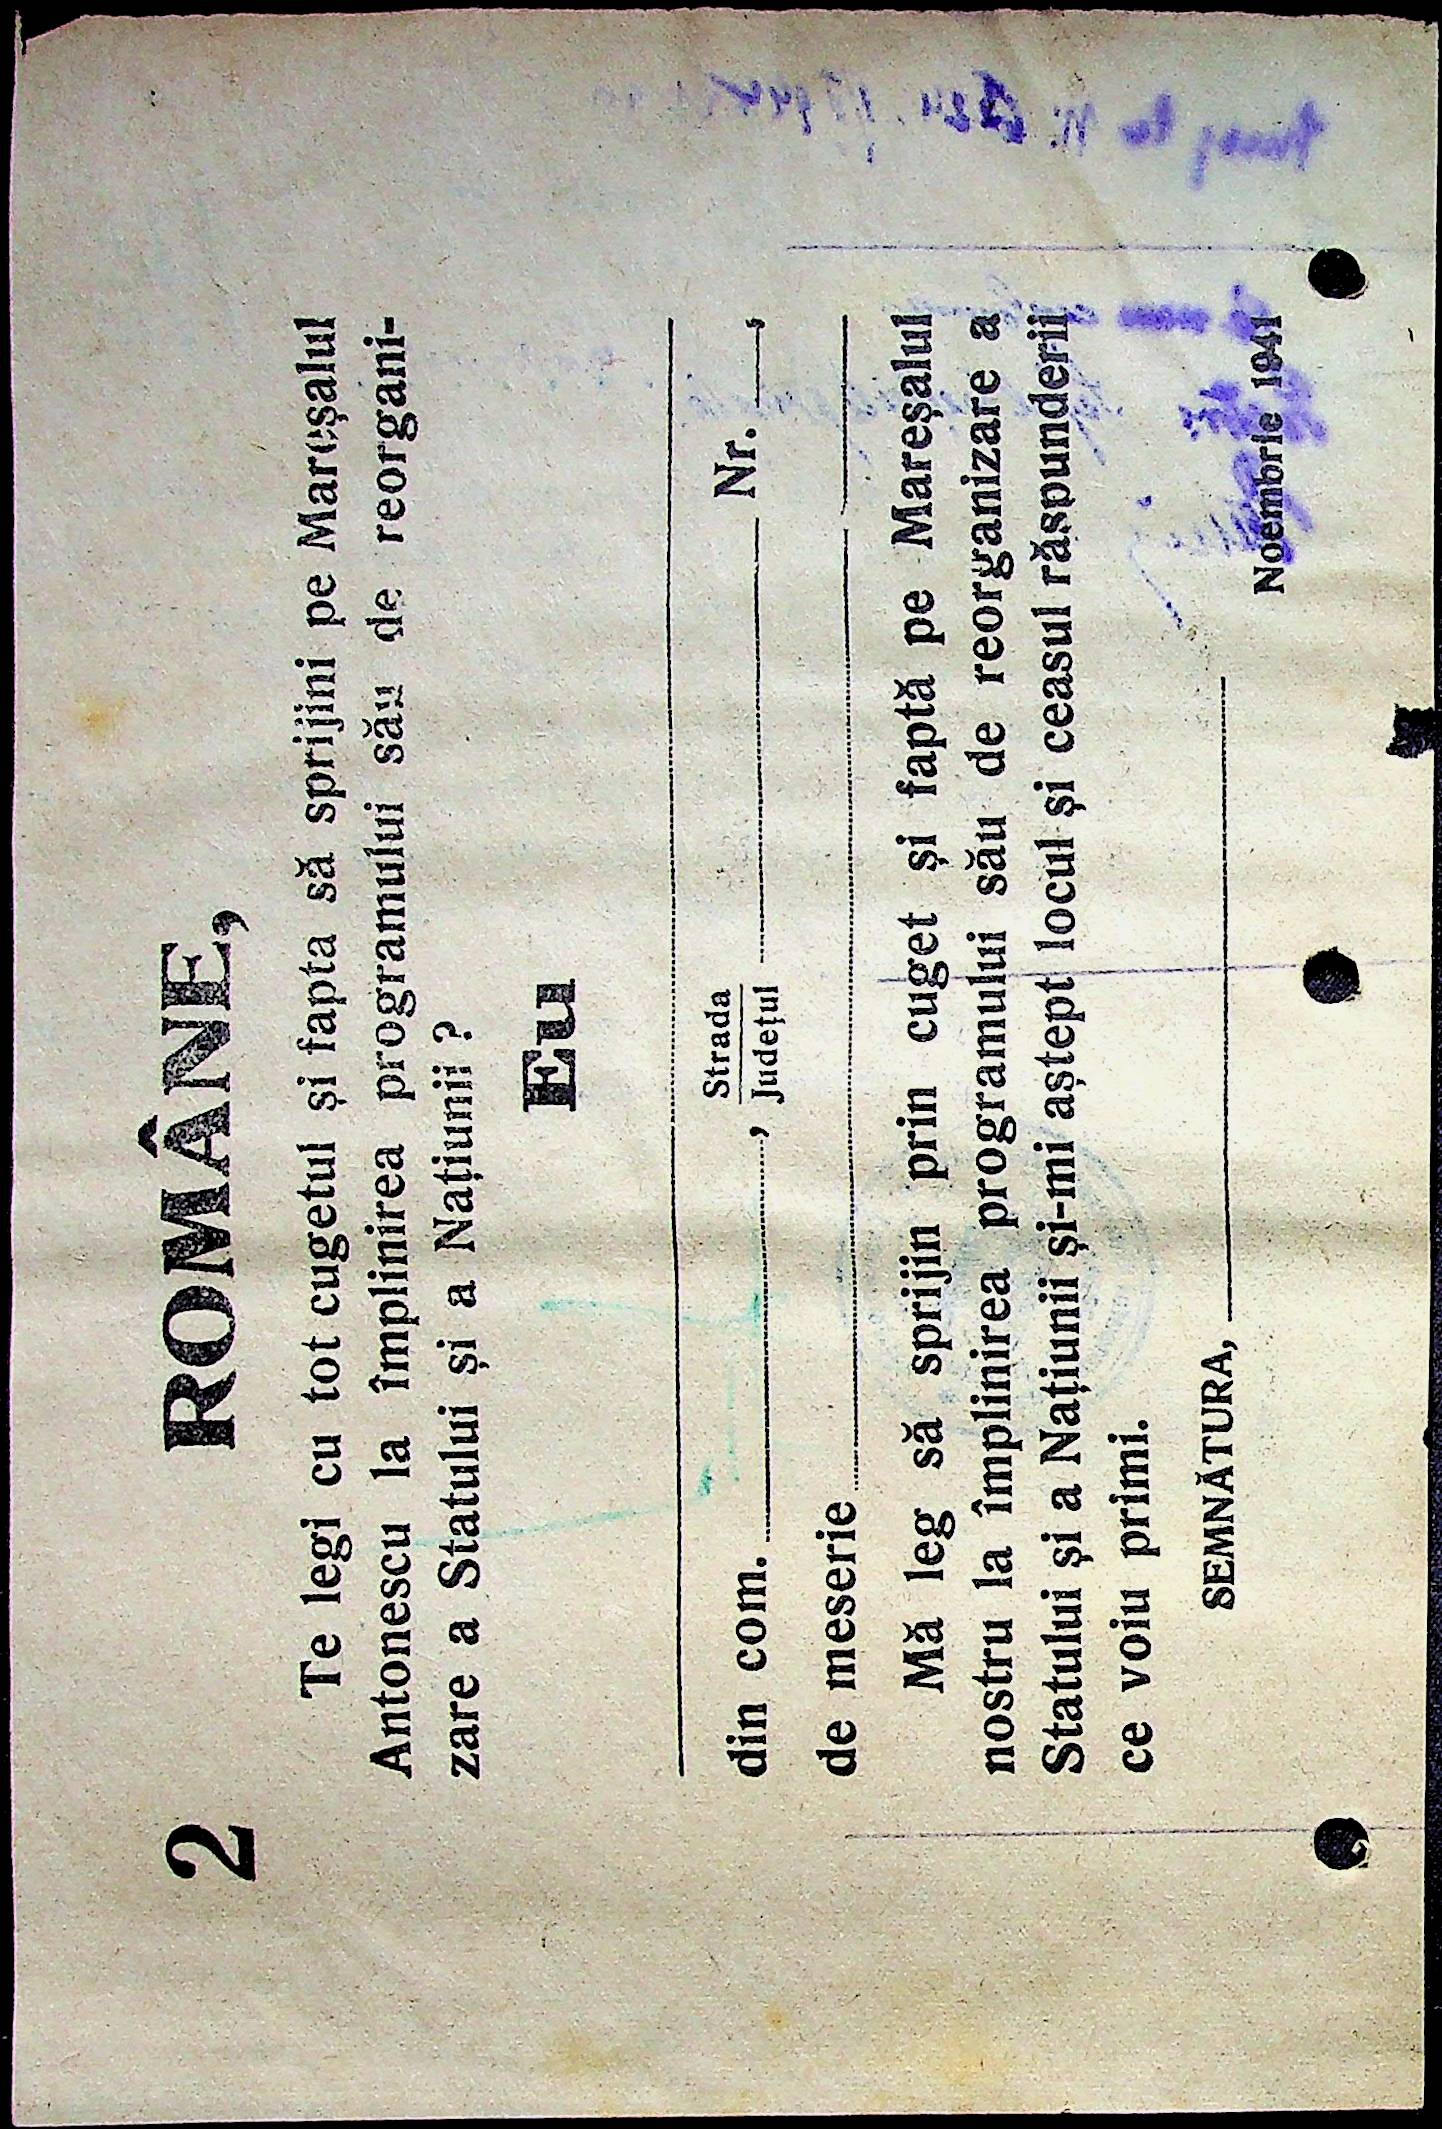 2
ROMÂNE,
Te legi cu tot cugetul și fapta să sprijini pe Mareșalul
Antonescu la împlinirea programului său de reorgani-
zare a Statului și a Națiunii ?
Eu
din com. , Strada Nr. ,
Județul
de meserie
Mă leg să sprijin prin cuget și faptă pe Mareșalul
nostru la împlinirea programului său de reorganizare a
Statului și a Națiunii și-mi aștept locul și ceasul răspunderii
ce voiu primi.
SEMNĂTURA,
Noembrie 1941